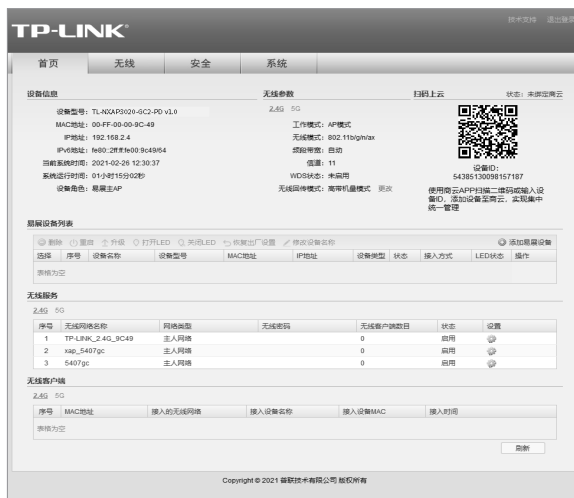 技术支持 退出登录
TP-LINK®
首页 无线 安全 系统
设备信息
设备型号: TL-NXAP3020-GC2-PD v1.0
MAC地址: 00-FF-00-00-9C-49
IP地址: 192.168.2.4
IPv6地址: fe80::2ff:ff:fe00:9c49/64
当前系统时间: 2021-02-26 12:30:37
系统运行时间: 01小时15分02秒
设备角色: 易展主AP
无线参数
2.4G 5G
工作模式: AP模式
无线模式: 802.11b/g/n/ax
频段带宽: 自动
信道: 11
WDS状态: 未启用
无线回传模式: 高带机量模式 更改
扫码上云 状态: 未绑定商云
设备ID:
54385130098157187
使用商云APP扫描二维码或输入设
备ID，添加设备至商云，实现集中
统一管理
易展设备列表
删除 重启 升级 打开LED 关闭LED 恢复出厂设置 修改设备名称 添加易展设备
选择 序号 设备名称 设备型号 MAC地址 IP地址 设备类型 状态 接入方式 LED状态 操作
表格为空
无线服务
2.4G 5G
序号 无线网络名称 网络类型 无线密码 无线客户端数目 状态 设置
1 TP-LINK_2.4G_9C49 主人网络 0 启用
2 xap_5407gc 主人网络 0 启用
3 5407gc 主人网络 0 启用
无线客户端
2.4G 5G
序号 MAC地址 接入的无线网络 接入设备名称 接入设备MAC 接入时间
表格为空
刷新
Copyright © 2021 普联技术有限公司 版权所有